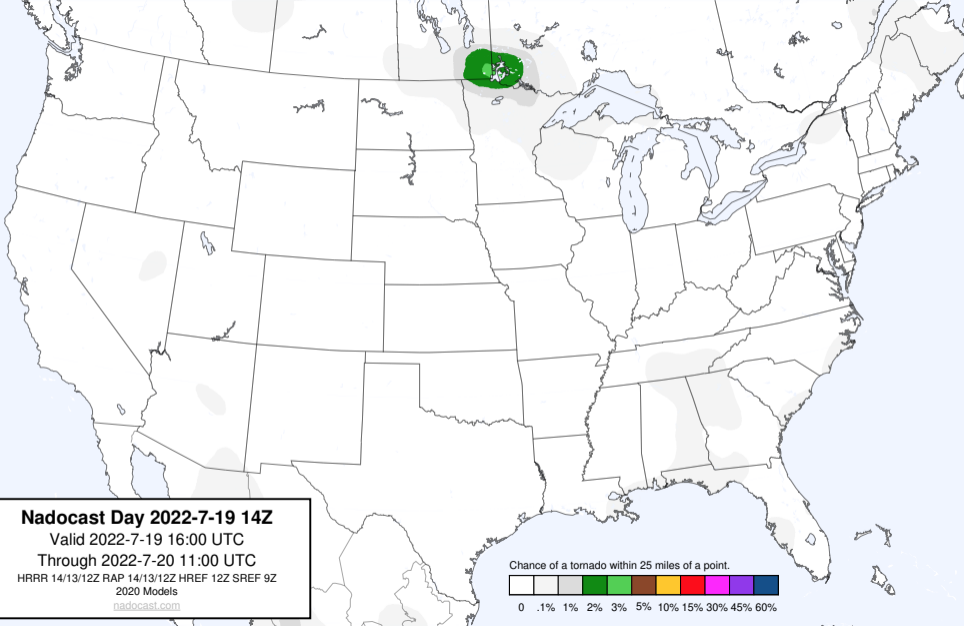 Nadocast Day 2022-7-19 14Z
Valid 2022-7-19 16:00 UTC
Through 2022-7-20 11:00 UTC
HRRR 14/13/12Z RAP 14/13/12Z HREF 12Z SREF 9Z
2020 Models
nadocast.com
Chance of a tornado within 25 miles of a point.
0 .1% 1% 2% 3% 5% 10% 15% 30% 45% 60%